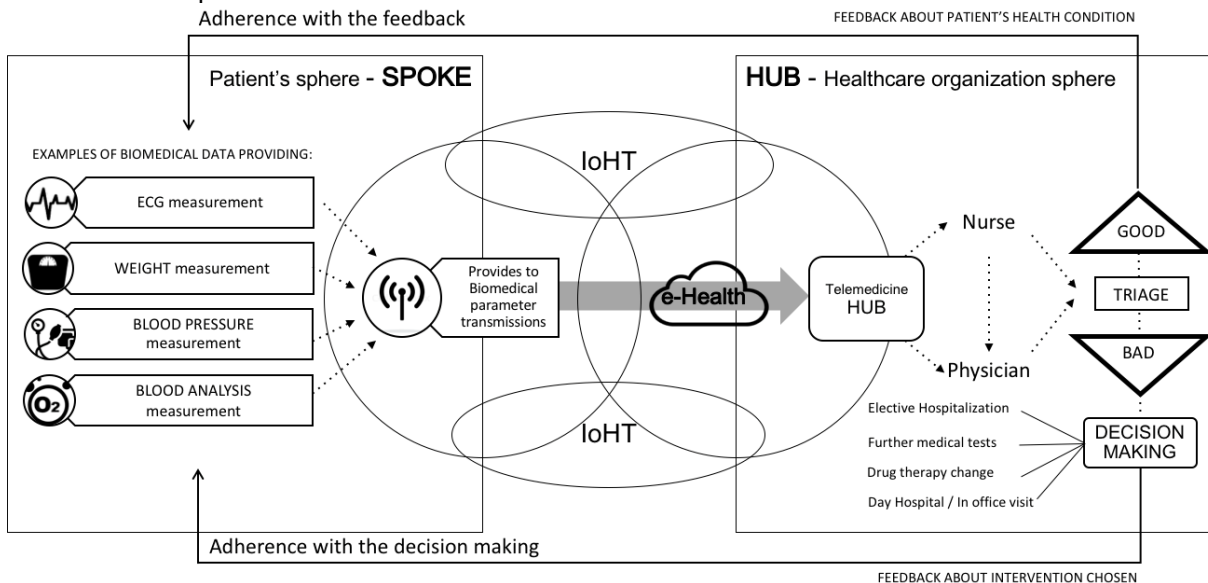 Adherence with the feedback
FEEDBACK ABOUT PATIENT'S HEALTH CONDITION
Patient's sphere - SPOKE
HUB - Healthcare organization sphere
EXAMPLES OF BIOMEDICAL DATA PROVIDING:
ECG measurement
WEIGHT measurement
BLOOD PRESSURE
measurement
O2
BLOOD ANALYSIS
measurement
Provides to
Biomedical
parameter
transmissions
IoHT
e-Health
IoHT
Telemedicine
HUB
Nurse
Physician
GOOD
TRIAGE
BAD
DECISION
MAKING
Elective Hospitalization
Further medical tests
Drug therapy change
Day Hospital / In office visit
Adherence with the decision making
FEEDBACK ABOUT INTERVENTION CHOSEN